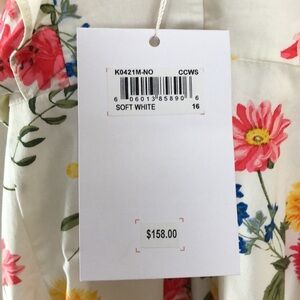 K0421M-NO CCWS
6 06013 85890 6
SOFT WHITE 16
$158.00